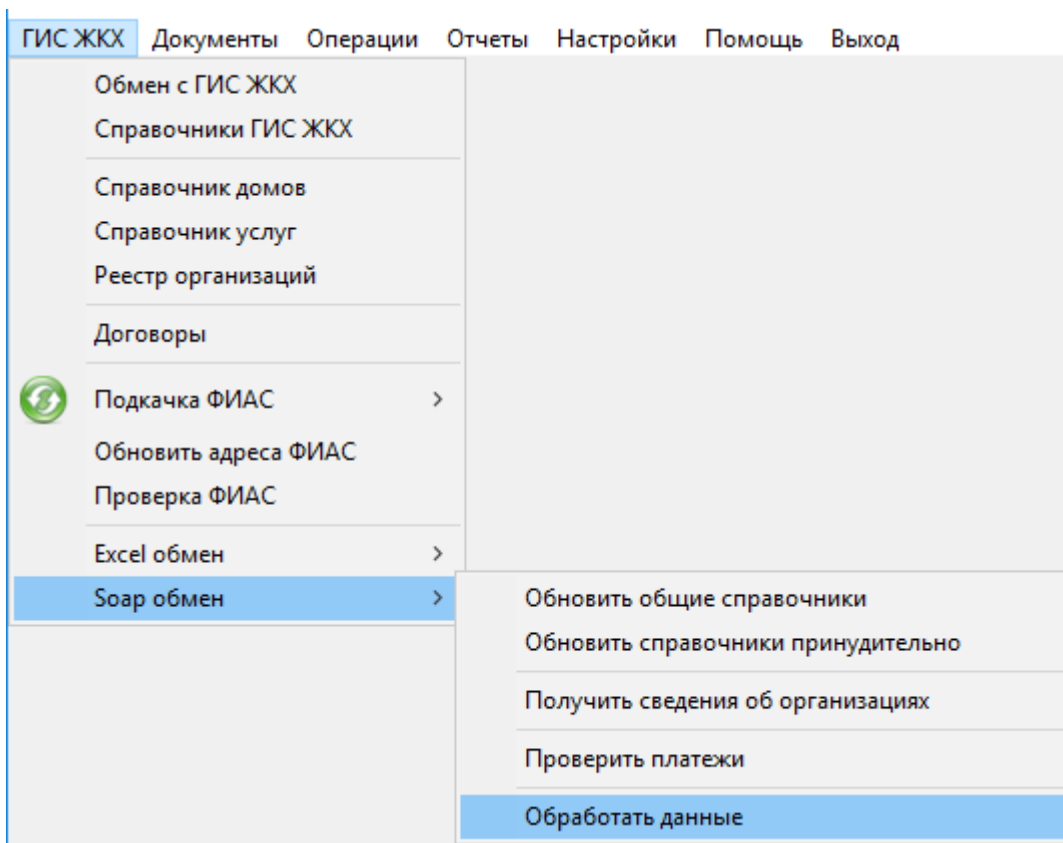 ГИС ЖКХ Документы Операции Отчеты Настройки Помощь Выход
Обмен с ГИС ЖКХ
Справочники ГИС ЖКХ
Справочник домов
Справочник услуг
Реестр организаций
Договоры
Подкачка ФИАС
Обновить адреса ФИАС
Проверка ФИАС
Excel обмен
Soap обмен
Обновить общие справочники
Обновить справочники принудительно
Получить сведения об организациях
Проверить платежи
Обработать данные